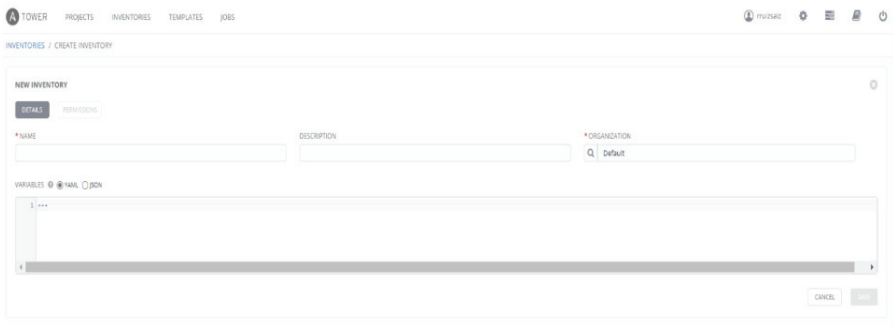 A TOWER PROJECTS INVENTORIES TEMPLATES JOBS
INVENTORIES / CREATE INVENTORY
NEW INVENTORY
DETAILS PERMISSIONS
* NAME DESCRIPTION * ORGANIZATION
Default
VARIABLES YAML JSON
1 ---
CANCEL